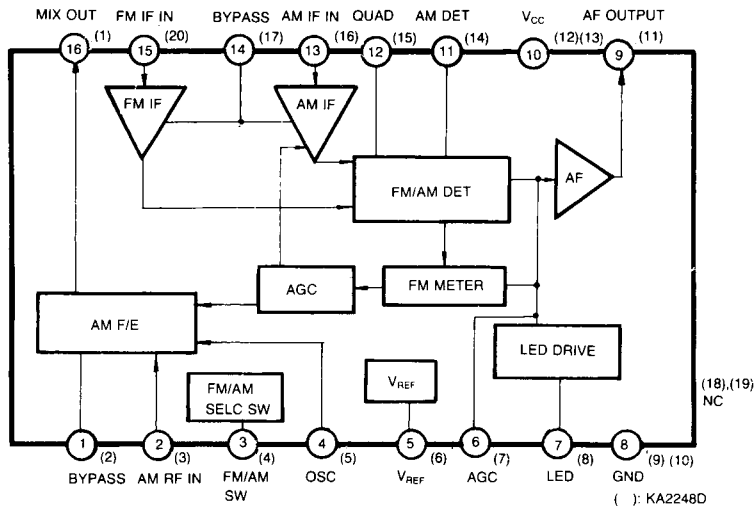 MIX OUT FM IF IN BYPASS AM IF IN QUAD AM DET VCC AF OUTPUT
16 (1) 15 (20) 14 (17) 13 (16) 12 (15) 11 (14) 10 (12)(13) 9 (11)
FM IF
AM IF
FM/AM DET
AF
AGC
FM METER
AM F/E
LED DRIVE
VREF
FM/AM
SELC SW
(18),(19)
NC
1 (2) 2 (3) 3 (4) 4 (5) 5 (6) 6 (7) 7 (8) 8 (9) (10)
BYPASS AM RF IN FM/AM
SW OSC VREF AGC LED GND
( ): KA2248D